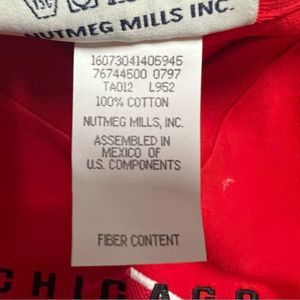 NUTMEG MILLS INC.
16073041405945
76744500 0797
TA012 L952
100% COTTON
NUTMEG MILLS, INC.
ASSEMBLED IN
MEXICO OF
U.S. COMPONENTS
FIBER CONTENT
CHICAGO